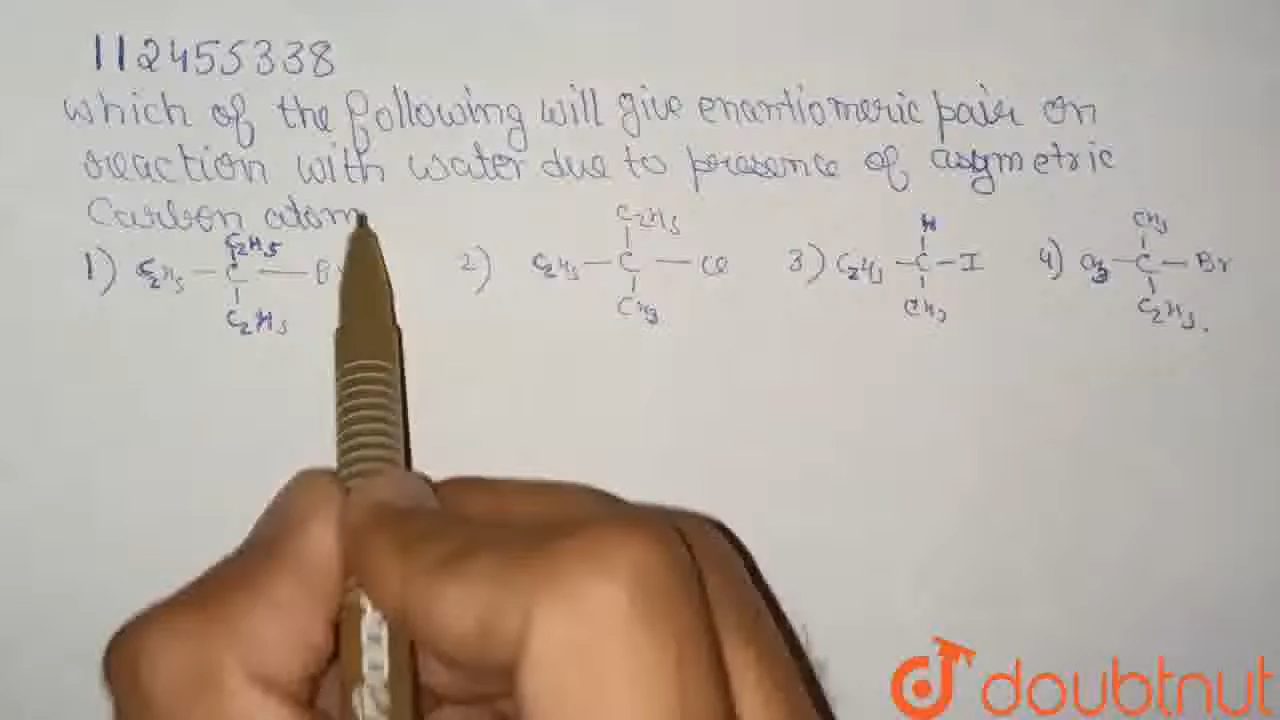 112455338
which of the following will give enantiomeric pair on
reaction with water due to presence of asymetric
Carbon atom
1) C2H5 – C – Br
C2H5
C2H5
2) C2H5 – C – Cl
C2H5
CH3
3) C2H5 – C – I
H
CH3
4) CH3 – C – Br
CH3
C2H5.
doubtnut